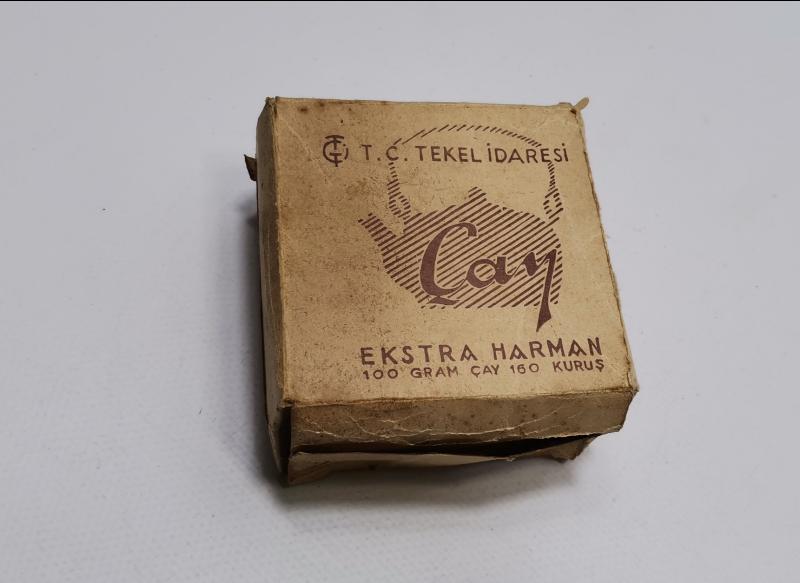 T.C. TEKEL İDARESİ
Çay
EKSTRA HARMAN
100 GRAM ÇAY 160 KURUŞ